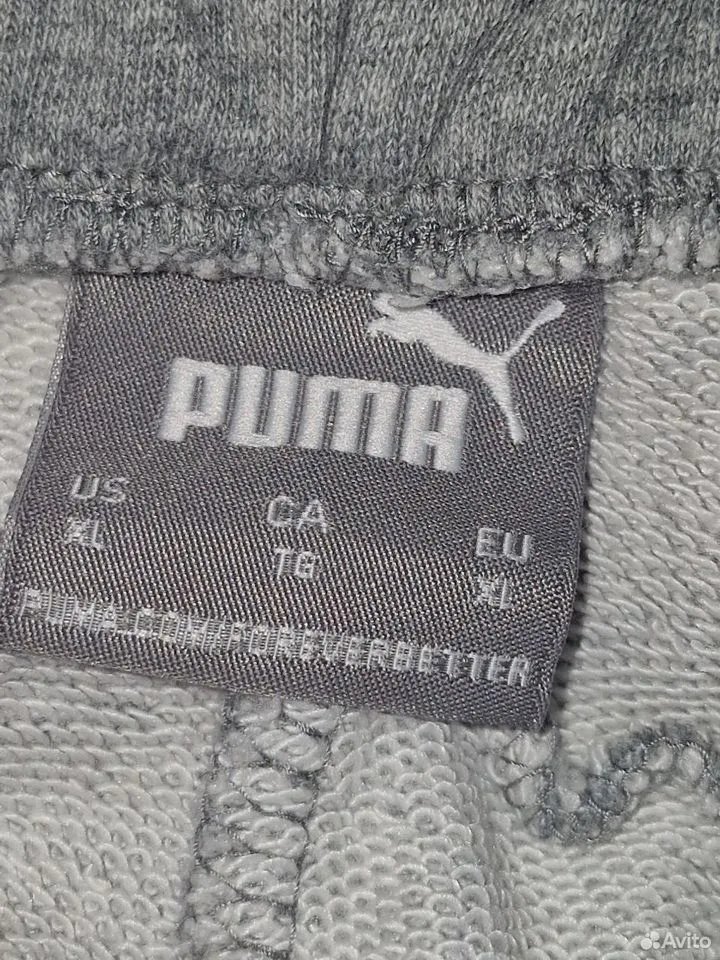 PUMA
US CA EU
XL TG XL
PUMA.COM/FOREVERBETTER
Avito